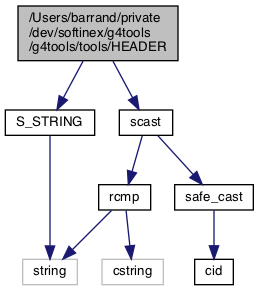 /Users/barrand/private
/dev/softinex/g4tools
/g4tools/tools/HEADER
S_STRING
scast
rcmp
safe_cast
string
cstring
cid